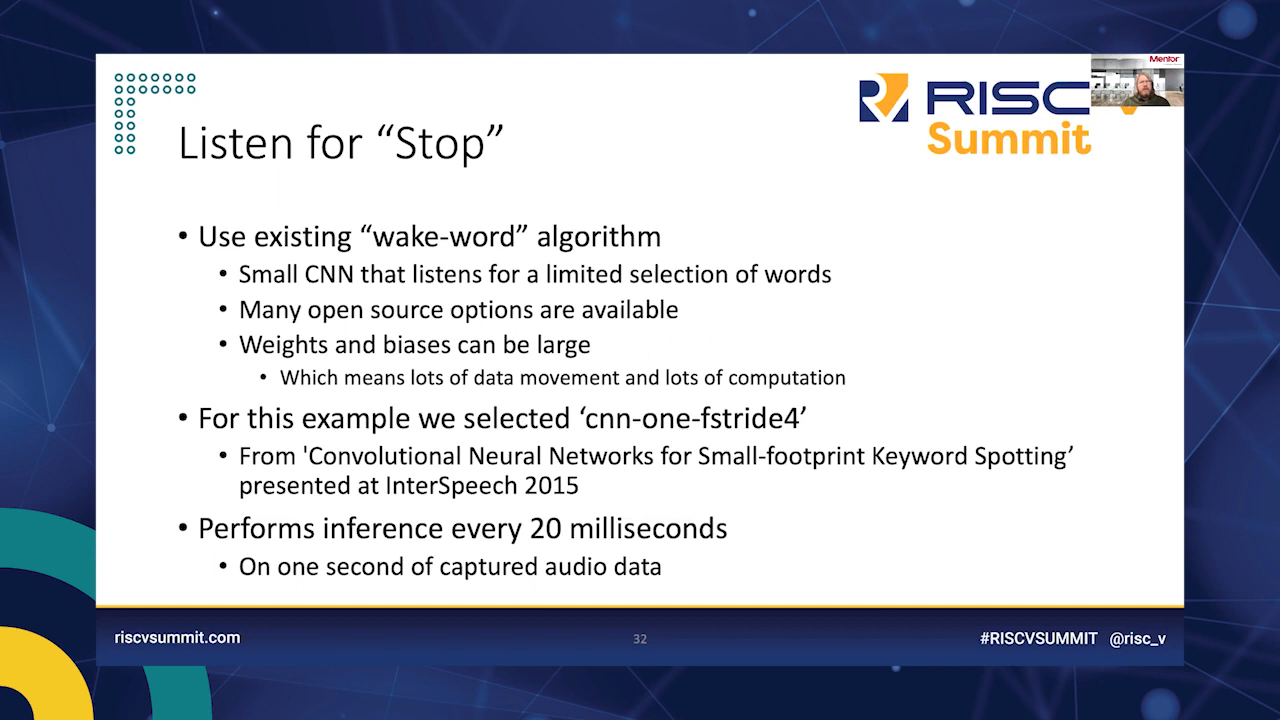 Mentor
RISC
Summit
Listen for “Stop”
• Use existing “wake-word” algorithm
• Small CNN that listens for a limited selection of words
• Many open source options are available
• Weights and biases can be large
• Which means lots of data movement and lots of computation
• For this example we selected ‘cnn-one-fstride4’
• From 'Convolutional Neural Networks for Small-footprint Keyword Spotting’
presented at InterSpeech 2015
• Performs inference every 20 milliseconds
• On one second of captured audio data
riscvsummit.com
32
#RISCVSUMMIT @risc_v